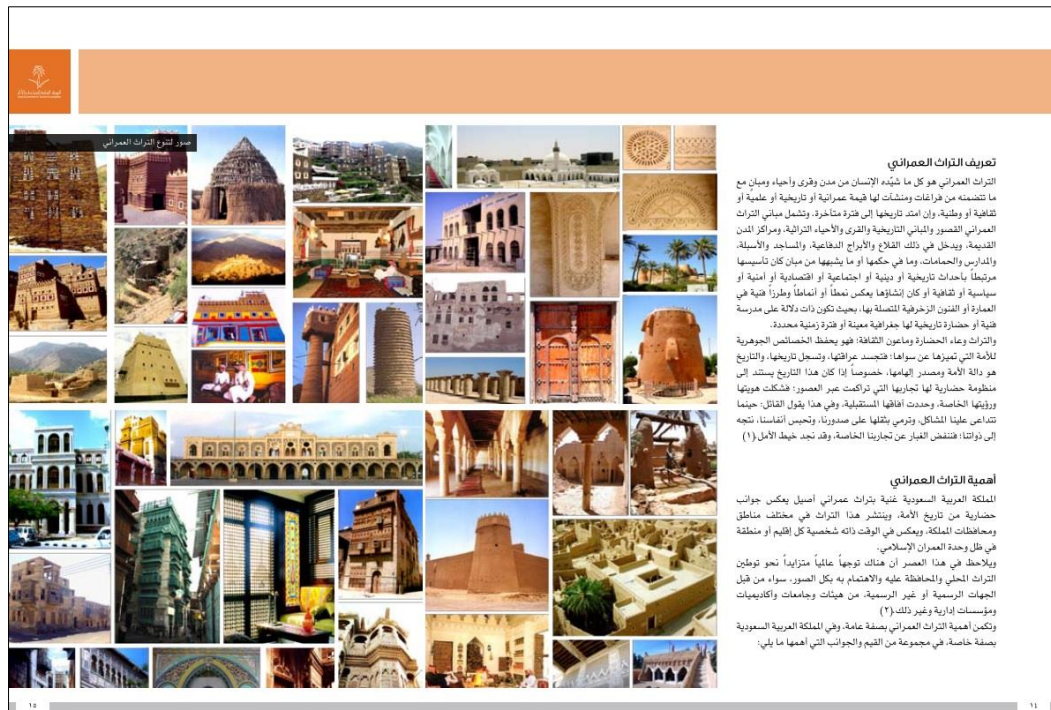 صور لتنوع التراث العمراني
تعريف التراث العمراني
التراث العمراني هو كل ما شيّده الإنسان من مدن وقرى وأحياء ومبانٍ مع
ما تتضمنه من فراغات ومنشآت لها قيمة عمرانية أو تاريخية أو علمية أو
ثقافية أو وطنية، وإن امتد تاريخها إلى فترة متأخرة. وتشمل مباني التراث
العمراني القصور والمباني التاريخية والقرى والأحياء التراثية، ومراكز المدن
القديمة، ويدخل في ذلك القلاع والأبراج الدفاعية، والمساجد والأسبلة،
والمدارس والحمامات، وما في حكمها أو ما يشبهها من مبان كان تأسيسها
مرتبطاً بأحداث تاريخية أو دينية أو اجتماعية أو اقتصادية أو أمنية أو
سياسية أو ثقافية أو كان إنشاؤها يعكس نمطاً أو أنماطاً وطرزاً فنية في
العمارة أو الفنون الزخرفية المتصلة بها، بحيث تكون ذات دلالة على مدرسة
فنية أو حضارة تاريخية لها جغرافية معينة أو فترة زمنية محددة.
والتراث وعاء الحضارة وماعون الثقافة؛ فهو يحفظ الخصائص الجوهرية
للأمة التي تميزها عن سواها؛ فتجسد عراقتها، وتسجل تاريخها، والتاريخ
هو دالة الأمة ومصدر إلهامها، خصوصاً إذا كان هذا التاريخ يستند إلى
منظومة حضارية لها تجاربها التي تراكمت عبر العصور؛ فشكلت هويتها
ورؤيتها الخاصة، وحددت آفاقها المستقبلية، وفي هذا يقول القائل: حينما
تتداعى علينا المشاكل، وترمي بثقلها على صدورنا، وتحبس أنفاسنا، نتجه
إلى ذواتنا؛ فننفض الغبار عن تجاربنا الخاصة، وقد نجد خيط الأمل.(١)
أهمية التراث العمراني
المملكة العربية السعودية غنية بتراث عمراني أصيل يعكس جوانب
حضارية من تاريخ الأمة، وينتشر هذا التراث في مختلف مناطق
ومحافظات المملكة، ويعكس في الوقت ذاته شخصية كل إقليم أو منطقة
في ظل وحدة العمران الإسلامي.
ويلاحظ في هذا العصر أن هناك توجهاً عالمياً متزايداً نحو توطين
التراث المحلي والمحافظة عليه والاهتمام به بكل الصور، سواء من قبل
الجهات الرسمية أو غير الرسمية، من هيئات وجامعات وأكاديميات
ومؤسسات إدارية وغير ذلك.(٢)
وتكمن أهمية التراث العمراني بصفة عامة، وفي المملكة العربية السعودية
بصفة خاصة، في مجموعة من القيم والجوانب التي أهمها ما يلي:
١٤
١٥